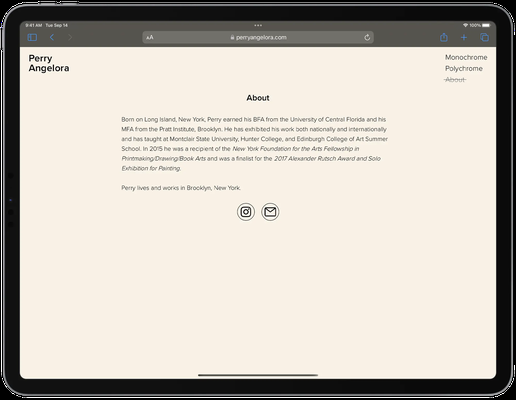 9:41 AM Tue Sep 14
100%
AA
perryangelora.com
Perry
Angelora
Monochrome
Polychrome
About
About
Born on Long Island, New York, Perry earned his BFA from the University of Central Florida and his
MFA from the Pratt Institute, Brooklyn. He has exhibited his work both nationally and internationally
and has taught at Montclair State University, Hunter College, and Edinburgh College of Art Summer
School. In 2015 he was a recipient of the New York Foundation for the Arts Fellowship in
Printmaking/Drawing/Book Arts and was a finalist for the 2017 Alexander Rutsch Award and Solo
Exhibition for Painting.
Perry lives and works in Brooklyn, New York.